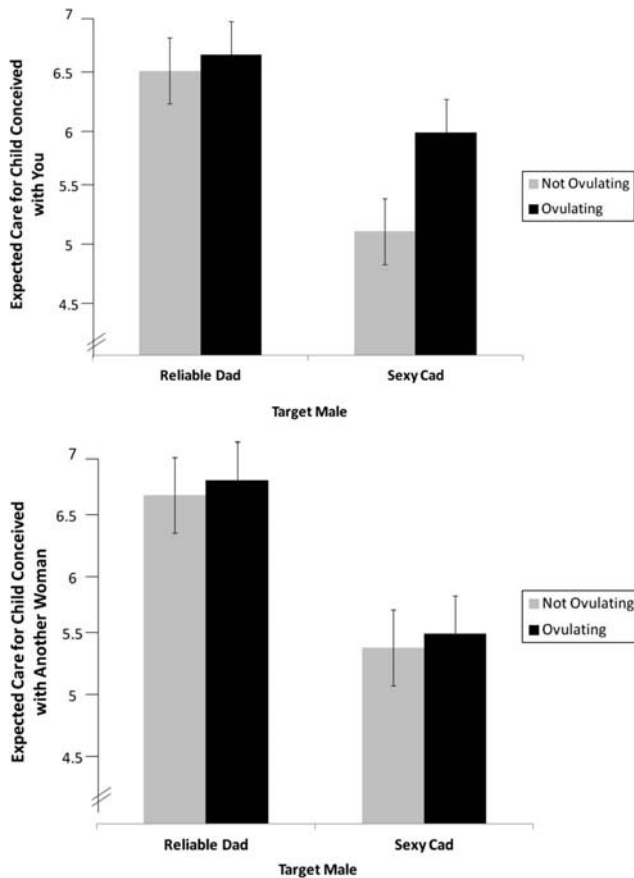 7
6.5
6
5.5
5
4.5
Expected Care for Child Conceived
with You
Not Ovulating
Ovulating
Reliable Dad
Sexy Cad
Target Male
7
6.5
6
5.5
5
4.5
Expected Care for Child Conceived
with Another Woman
Not Ovulating
Ovulating
Reliable Dad
Sexy Cad
Target Male